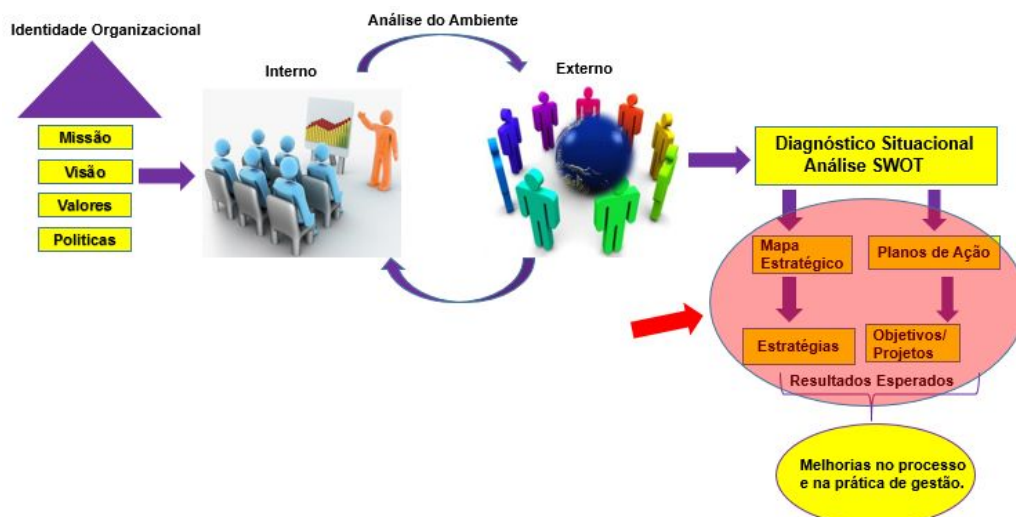 Identidade Organizacional
Missão
Visão
Valores
Politicas
Análise do Ambiente
Interno
Externo
Diagnóstico Situacional
Análise SWOT
Mapa
Estratégico
Planos de Ação
Estratégias
Objetivos/
Projetos
Resultados Esperados
Melhorias no processo
e na prática de gestão.